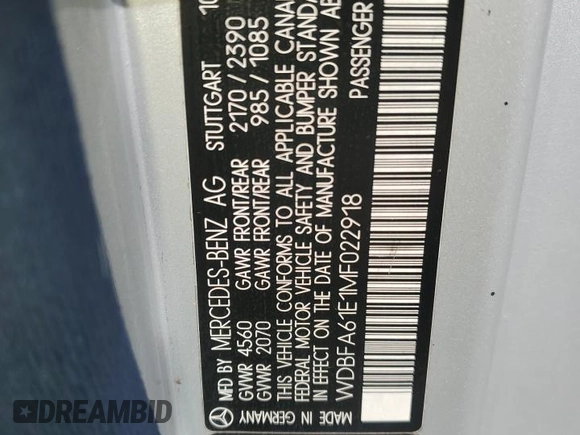 MFD BY MERCEDES-BENZ AG STUTTGART 10
GVWR 4560 GAWR FRONT/REAR 2170 / 2390
GVWR 2070 GAWR FRONT/REAR 985 / 1085
THIS VEHICLE CONFORMS TO ALL APPLICABLE CANA
FEDERAL MOTOR VEHICLE SAFETY AND BUMPER STANDA
IN EFFECT ON THE DATE OF MANUFACTURE SHOWN AB
WDBFA61E1MF022918 PASSENGER
MADE IN GERMANY
DREAMBID